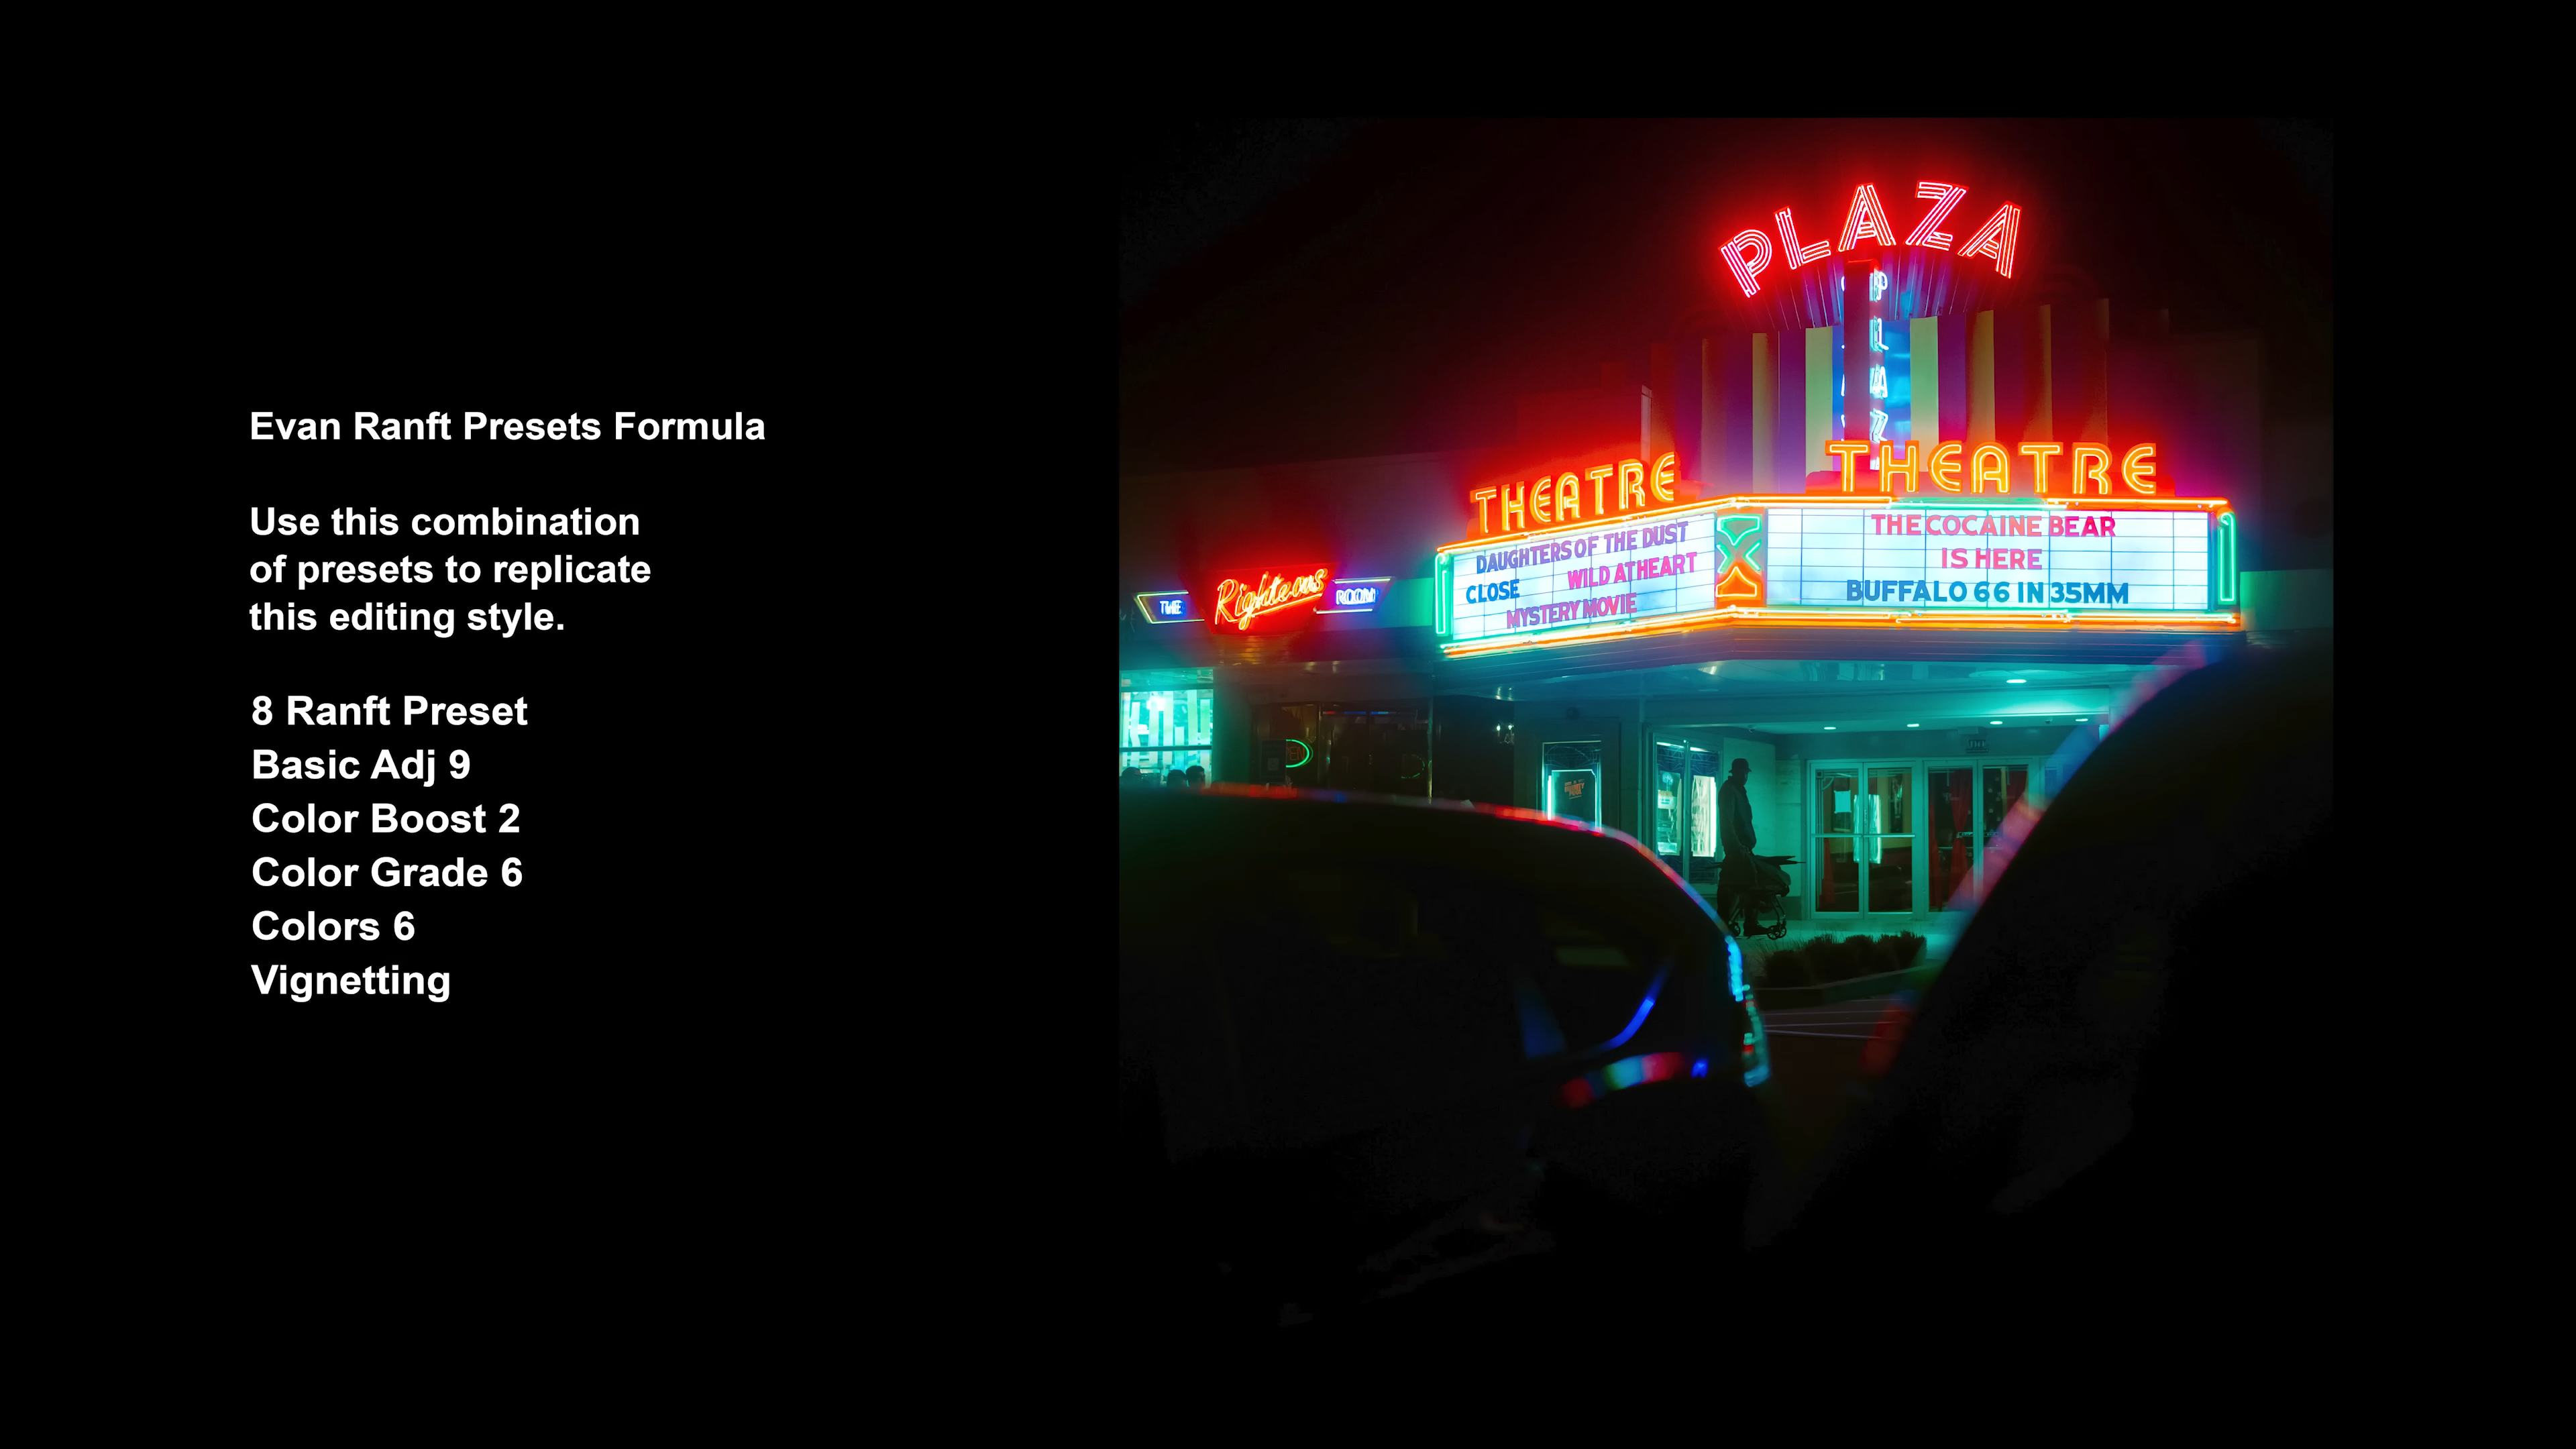 Evan Ranft Presets Formula
Use this combination
of presets to replicate
this editing style.
8 Ranft Preset
Basic Adj 9
Color Boost 2
Color Grade 6
Colors 6
Vignetting
PLAZA
PLAZA
THEATRE
THEATRE
DAUGHTERS OF THE DUST
CLOSE WILD AT HEART
MYSTERY MOVIE
THE COCAINE BEAR
IS HERE
BUFFALO 66 IN 35MM
THE Righteous ROOM